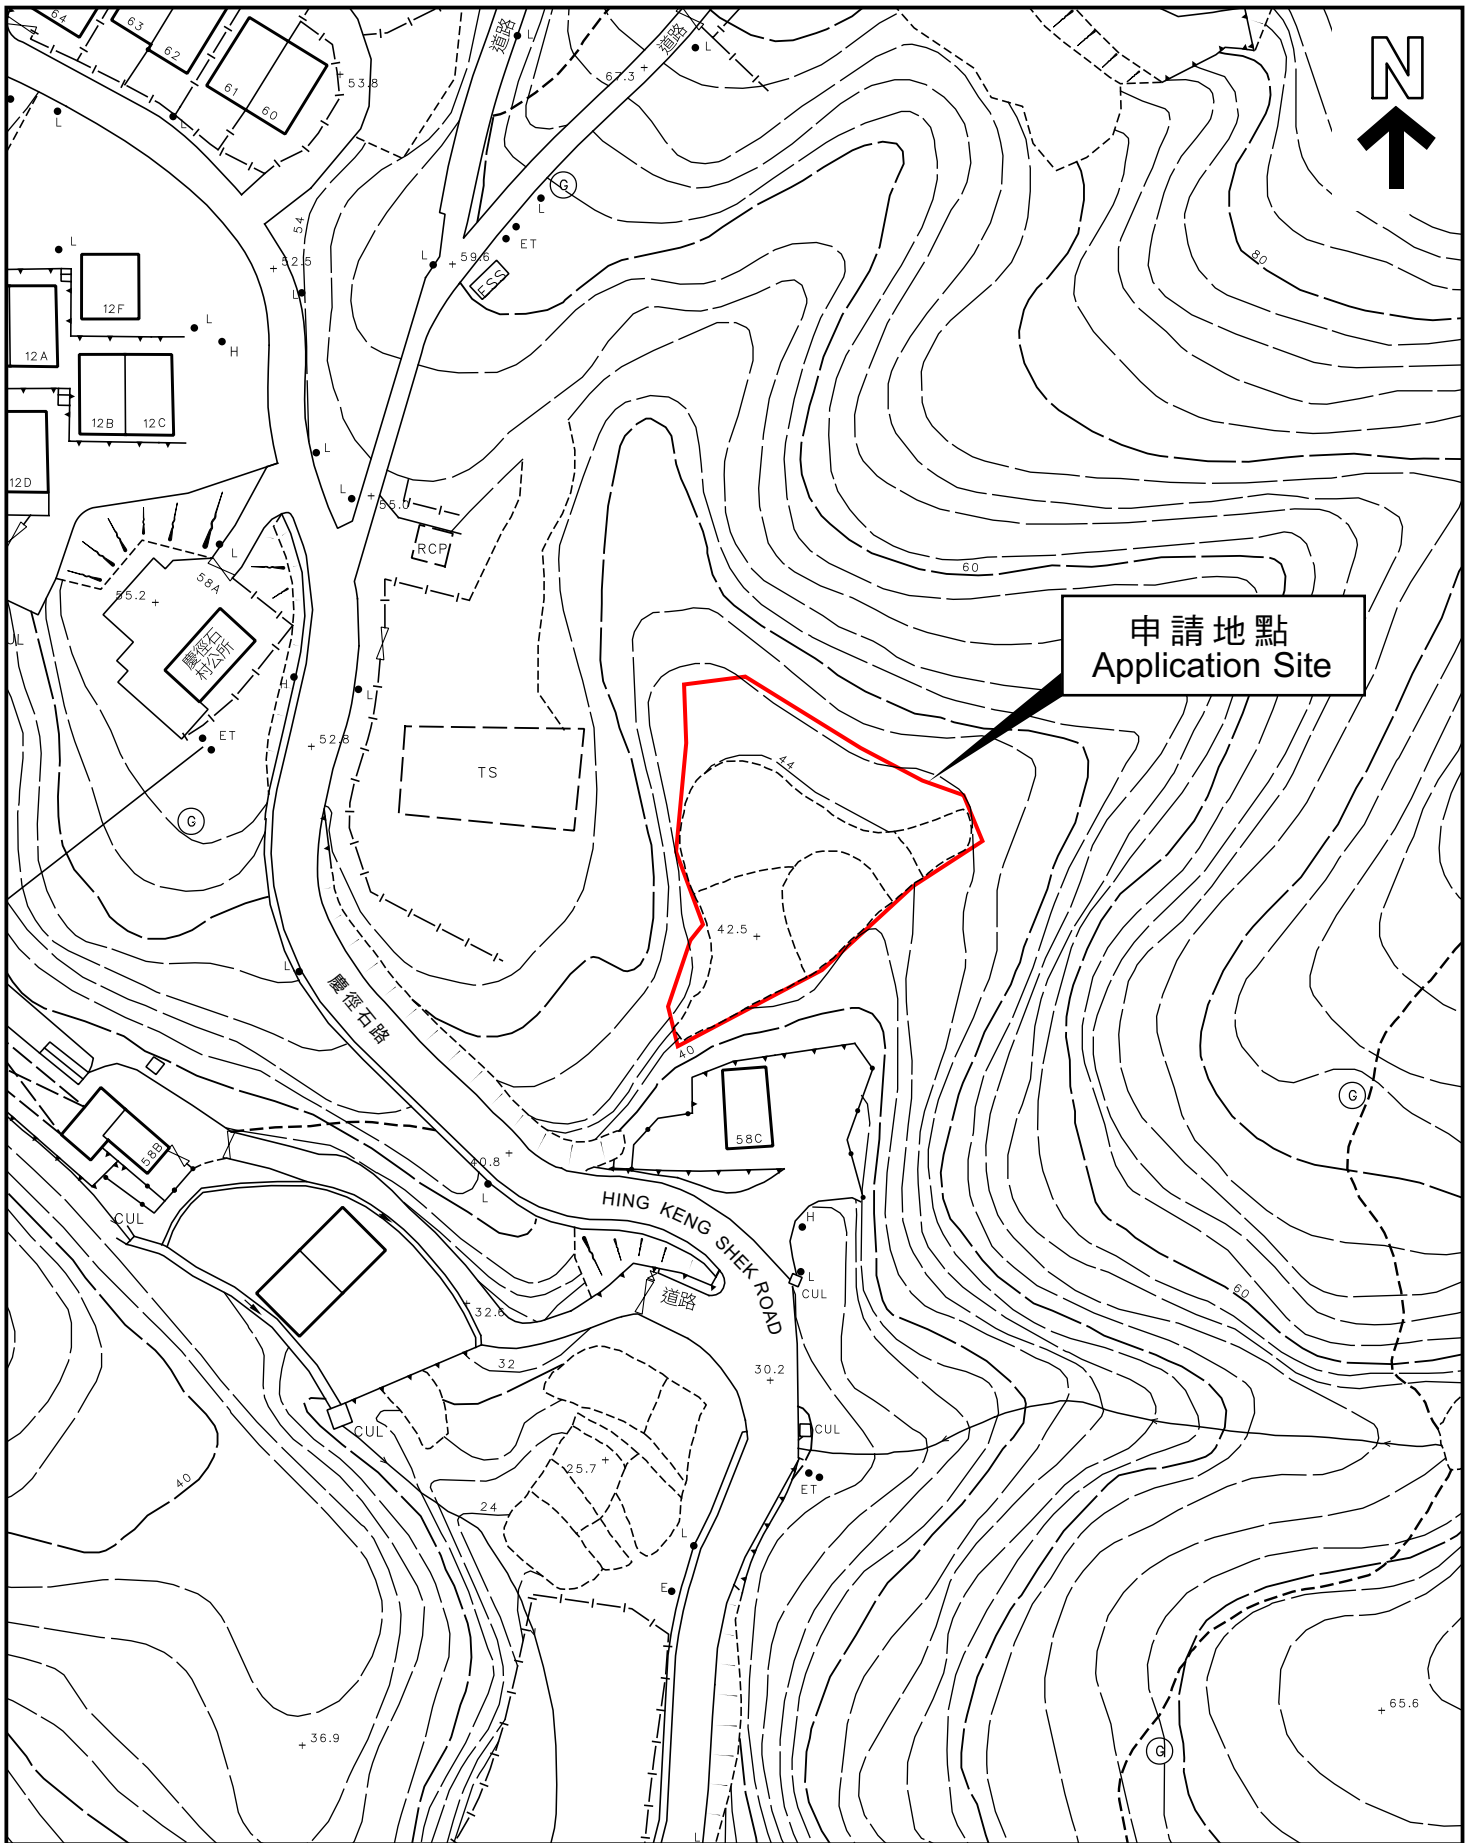 64
63
62
61
60
53.8
道路
L
道路
L
67.3
N
L
L
G
L
ET
54
52.5
L
59.6
ESS
80
L
12F
L
H
12A
12B
12C
L
12D
L
55.0
RCP
L
58A
55.2
慶徑石
村公所
60
申請地點
Application Site
UL
H
L
ET
52.8
TS
44
G
42.5
L
慶徑石路
40
G
58C
58B
40.8
L
CUL
HING KENG SHEK ROAD
H
L
CUL
道路
32.6
60
32
30.2
CUL
CUL
25.7
ET
40
24
L
E
65.6
36.9
G
L